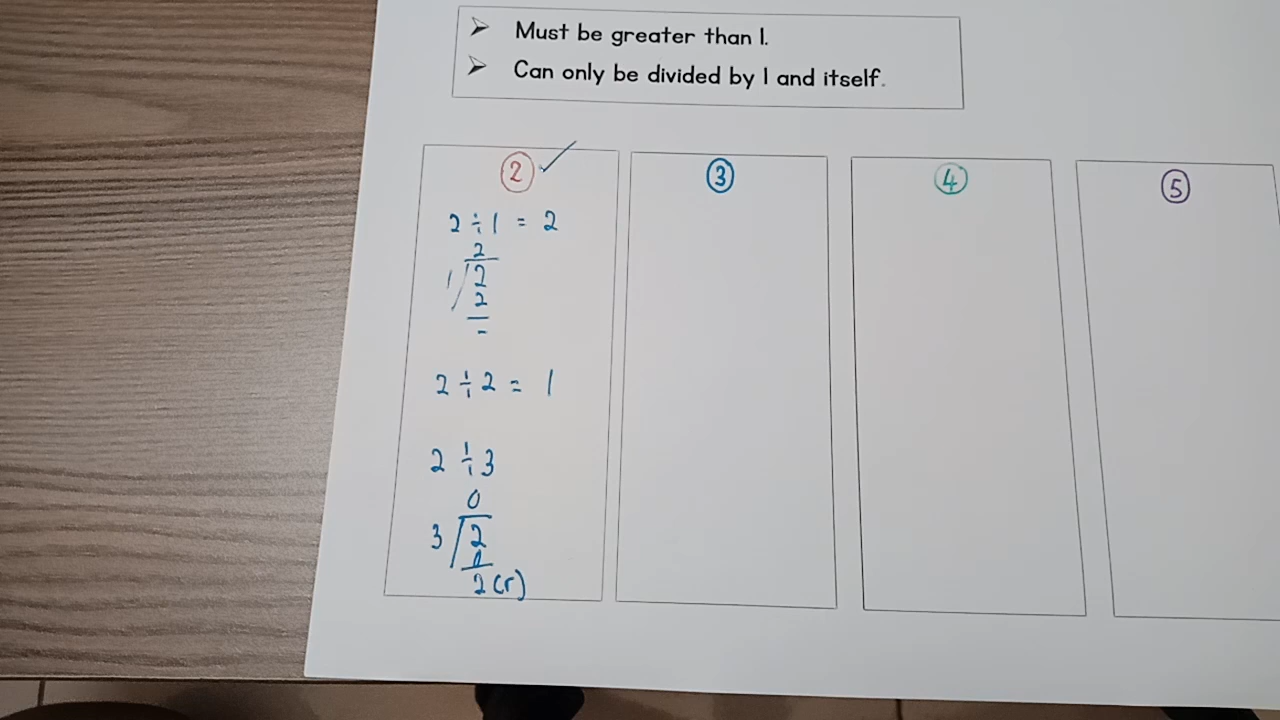 ➢ Must be greater than 1.
➢ Can only be divided by 1 and itself.
2 ✓
2 ÷ 1 = 2
2
1 2
2
-
2 ÷ 2 = 1
2 ÷ 3
0
3 2
0
2 (r)
3
4
5